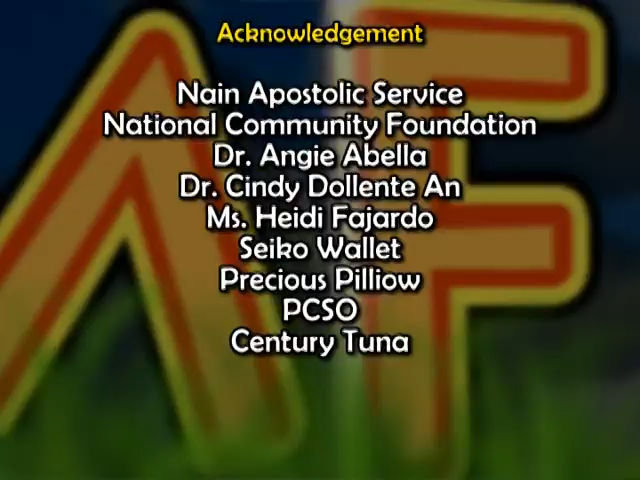 Acknowledgement
Nain Apostolic Service
National Community Foundation
Dr. Angie Abella
Dr. Cindy Dollente An
Ms. Heidi Fajardo
Seiko Wallet
Precious Pilliow
PCSO
Century Tuna
AF